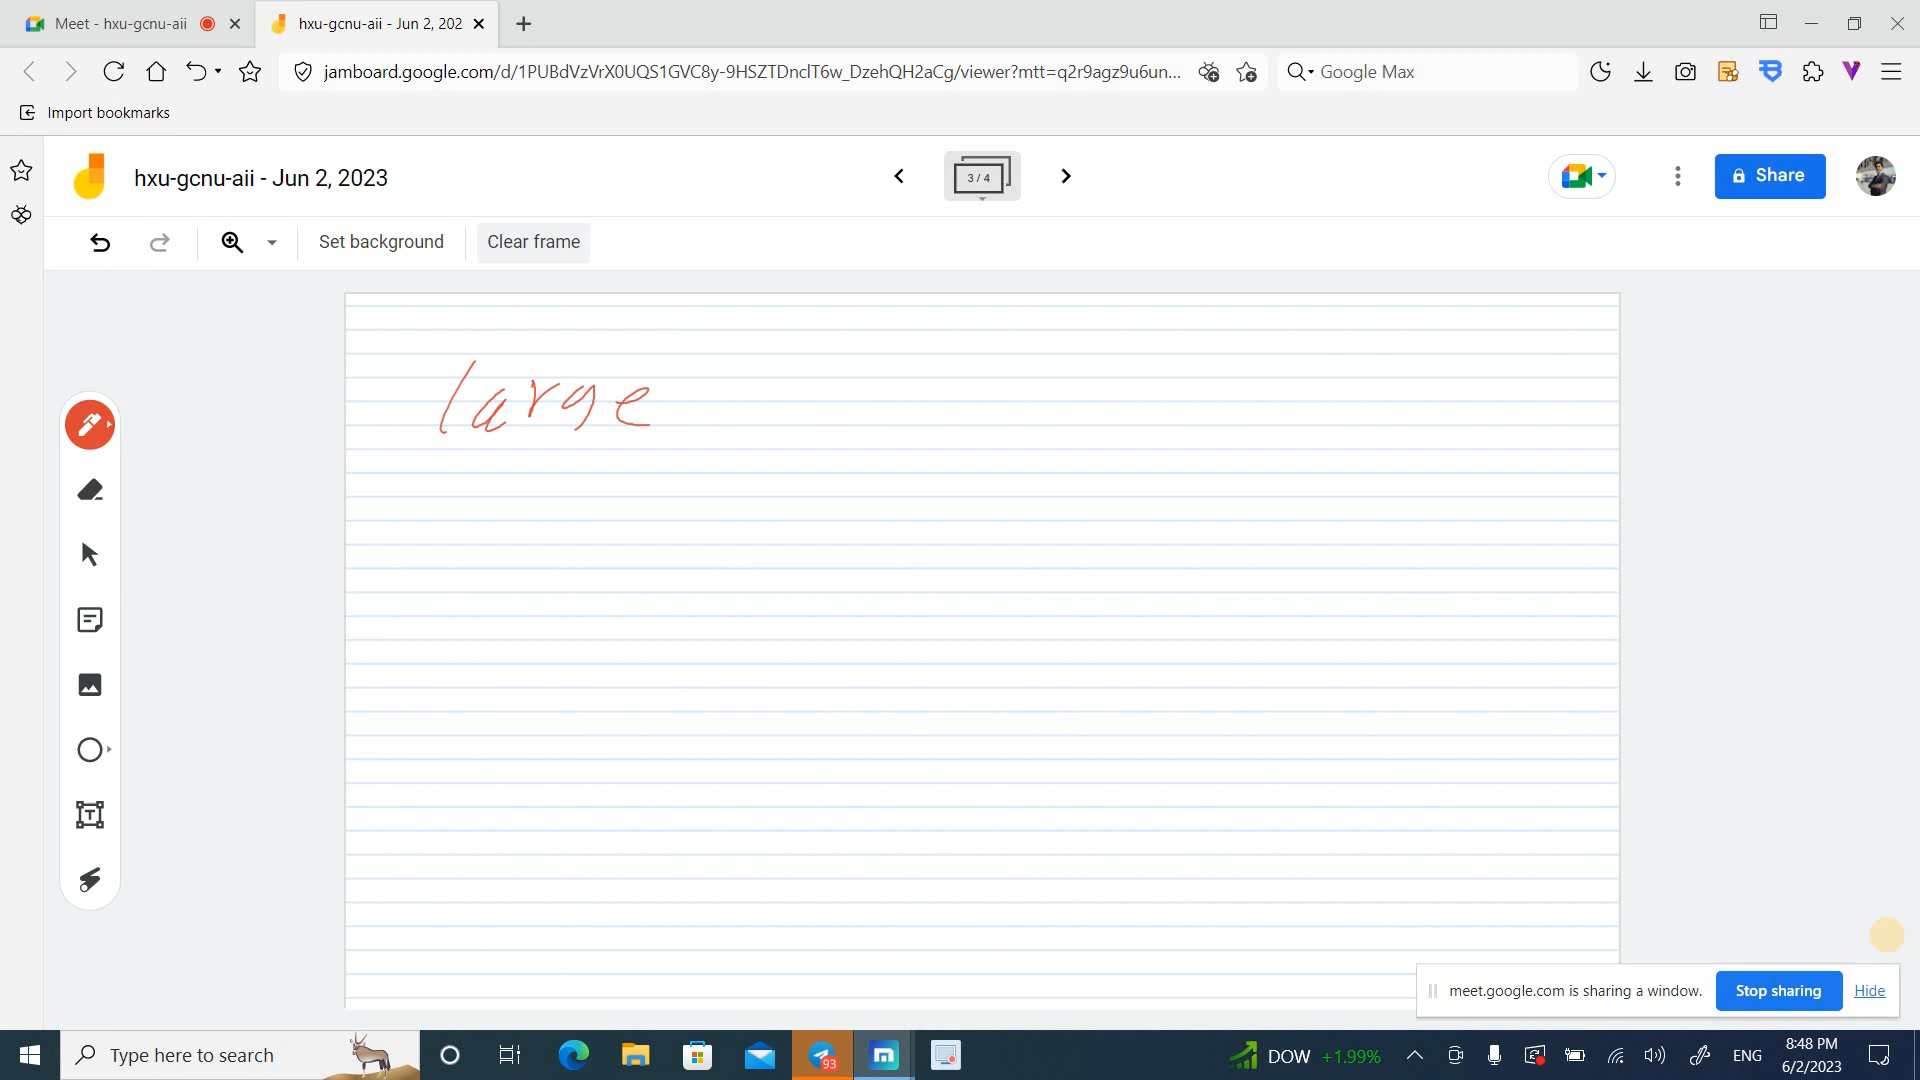 Meet - hxu-gcnu-aii
hxu-gcnu-aii - Jun 2, 202
jamboard.google.com/d/1PUBdVzVrX0UQS1GVC8y-9HSZTDnclT6w_DzehQH2aCg/viewer?mtt=q2r9agz9u6un...
Google Max
Import bookmarks
hxu-gcnu-aii - Jun 2, 2023
3 / 4
Share
Set background
Clear frame
large
meet.google.com is sharing a window.
Stop sharing
Hide
Type here to search
93
DOW +1.99%
ENG
8:48 PM
6/2/2023